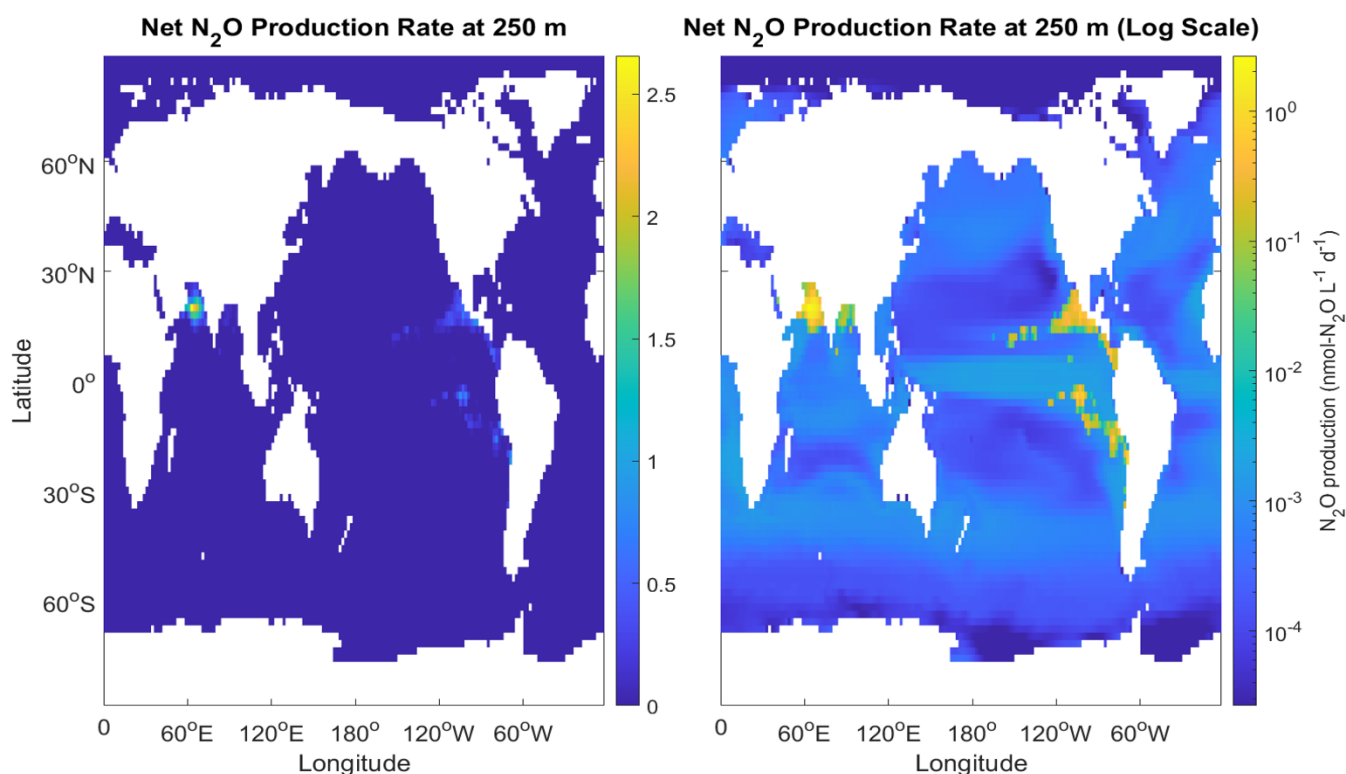 Net N₂O Production Rate at 250 m
Net N₂O Production Rate at 250 m (Log Scale)
Latitude
60°N
30°N
0°
30°S
60°S
0
60°E
120°E
180°
120°W
60°W
Longitude
2.5
2
1.5
1
0.5
0
0
60°E
120°E
180°
120°W
60°W
Longitude
10⁰
10⁻¹
10⁻²
10⁻³
10⁻⁴
N₂O production (nmol-N₂O L⁻¹ d⁻¹)